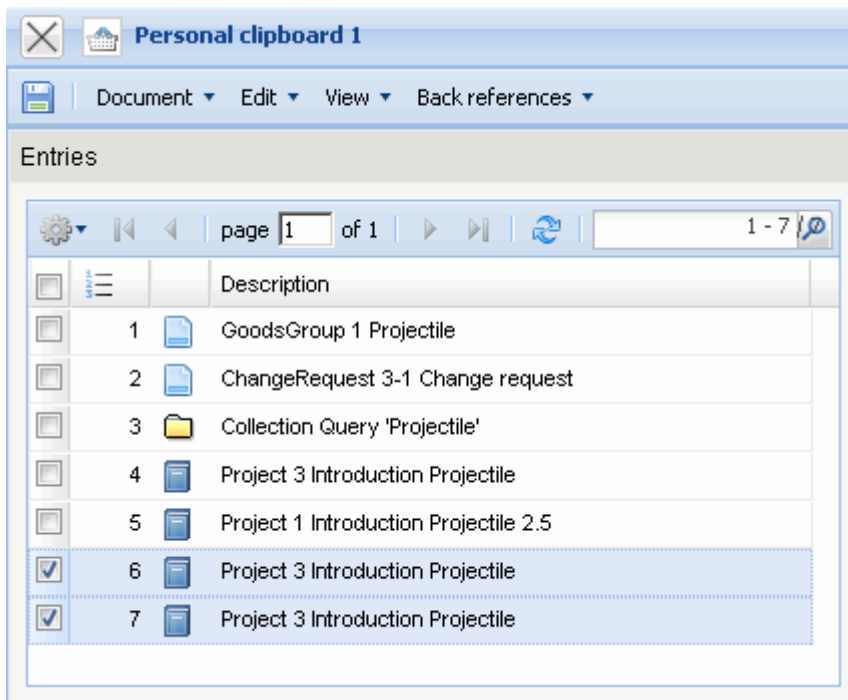 Personal clipboard 1
Document Edit View Back references
Entries
page 1 of 1 1 - 7 /
Description
1 GoodsGroup 1 Projectile
2 ChangeRequest 3-1 Change request
3 Collection Query 'Projectile'
4 Project 3 Introduction Projectile
5 Project 1 Introduction Projectile 2.5
6 Project 3 Introduction Projectile
7 Project 3 Introduction Projectile